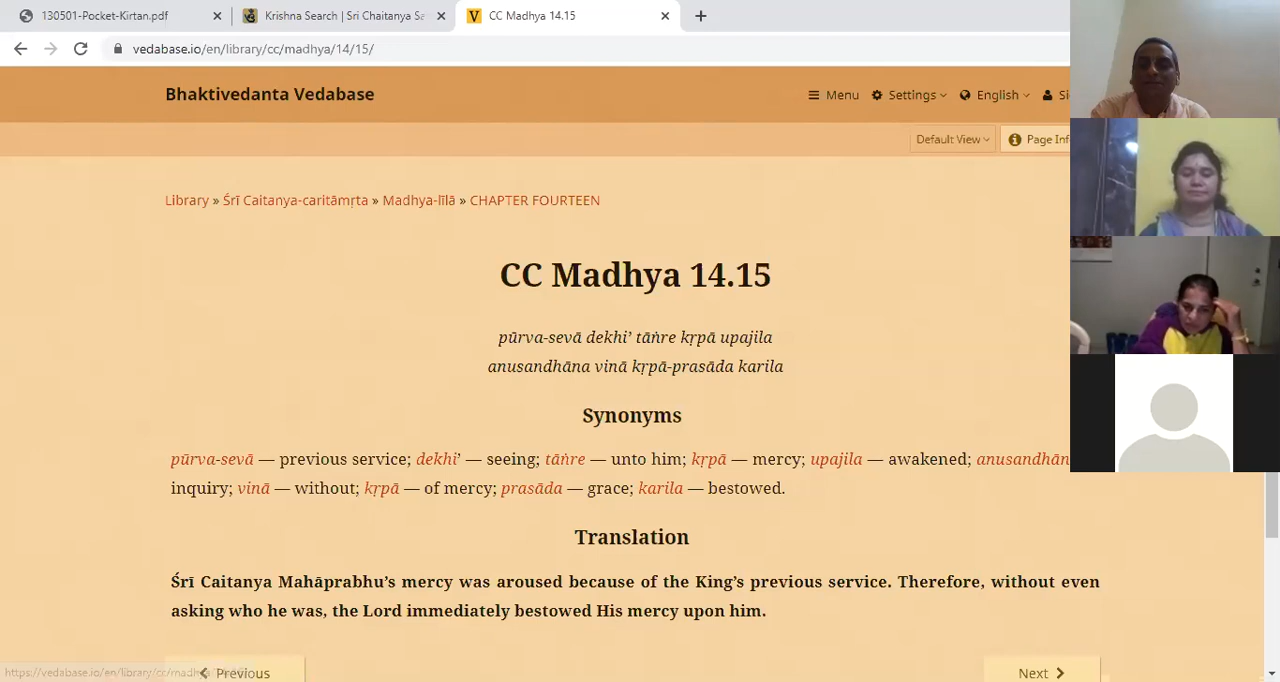 130501-Pocket-Kirtan.pdf
Krishna Search | Sri Chaitanya Sa
CC Madhya 14.15
vedabase.io/en/library/cc/madhya/14/15/
Bhaktivedanta Vedabase
Menu Settings English Si
Default View Page Inf
Library » Śrī Caitanya-caritāmṛta » Madhya-līlā » CHAPTER FOURTEEN
CC Madhya 14.15
pūrva-sevā dekhi’ tāṅre kṛpā upajila
anusandhāna vinā kṛpā-prasāda karila
Synonyms
pūrva-sevā — previous service; dekhi’ — seeing; tāṅre — unto him; kṛpā — mercy; upajila — awakened; anusandhān
inquiry; vinā — without; kṛpā — of mercy; prasāda — grace; karila — bestowed.
Translation
Śrī Caitanya Mahāprabhu’s mercy was aroused because of the King’s previous service. Therefore, without even
asking who he was, the Lord immediately bestowed His mercy upon him.
Previous
Next